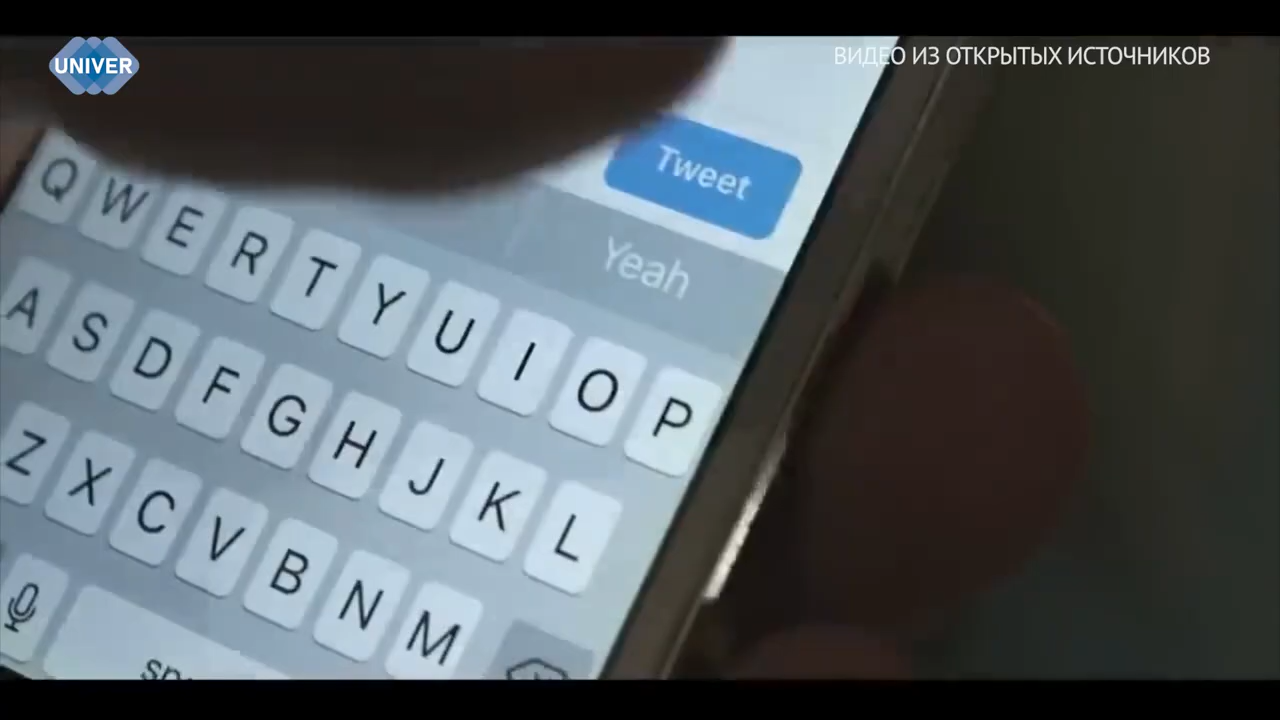 UNIVER
ВИДЕО ИЗ ОТКРЫТЫХ ИСТОЧНИКОВ
Tweet
Yeah
Q W E R T Y U I O P
A S D F G H J K L
Z X C V B N M